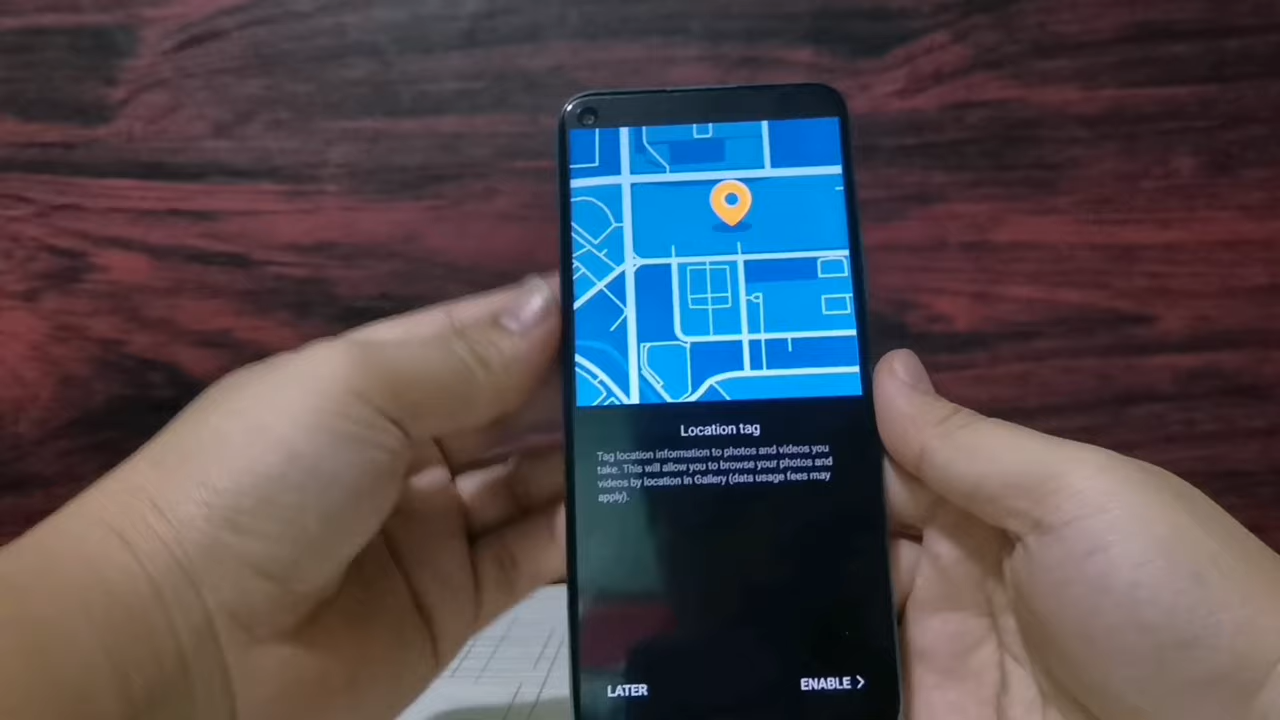 Location tag
Tag location information to photos and videos you
take. This will allow you to browse your photos and
videos by location in Gallery (data usage fees may
apply).
LATER
ENABLE